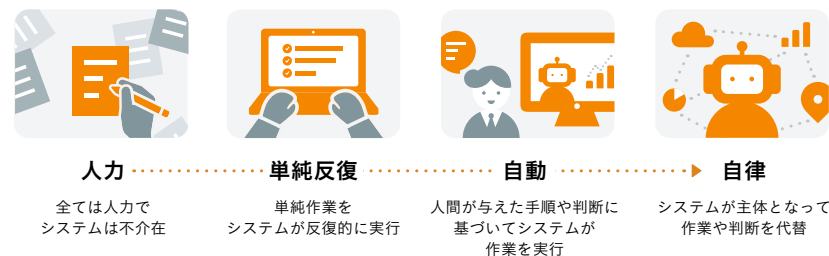 人力
単純反復
自動
自律
全ては人力で
システムは不介在
単純作業を
システムが反復的に実行
人間が与えた手順や判断に
基づいてシステムが
作業を実行
システムが主体となって
作業や判断を代替